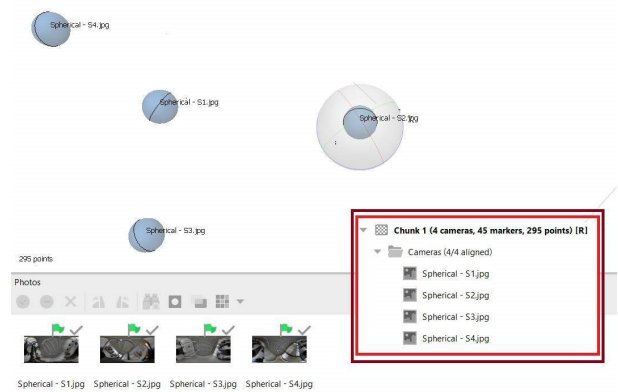 Spherical - S4.jpg
Spherical - S1.jpg
Spherical - S2.jpg
Spherical - S3.jpg
295 points
Chunk 1 (4 cameras, 45 markers, 295 points) [R]
Cameras (4/4 aligned)
Spherical - S1.jpg
Spherical - S2.jpg
Spherical - S3.jpg
Spherical - S4.jpg
Photos
Spherical - S1.jpg Spherical - S2.jpg Spherical - S3.jpg Spherical - S4.jpg